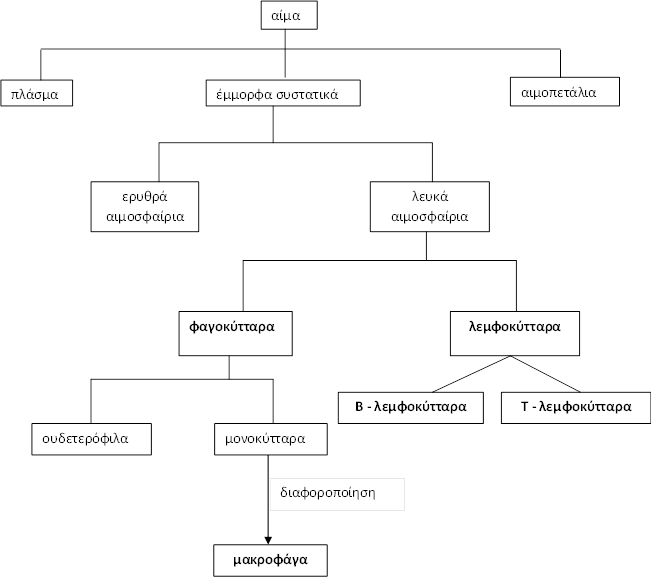 αίμα
πλάσμα
έμμορφα συστατικά
αιμοπετάλια
ερυθρά
αιμοσφαίρια
λευκά
αιμοσφαίρια
φαγοκύτταρα
λεμφοκύτταρα
Β - λεμφοκύτταρα
Τ - λεμφοκύτταρα
ουδετερόφιλα
μονοκύτταρα
διαφοροποίηση
μακροφάγα